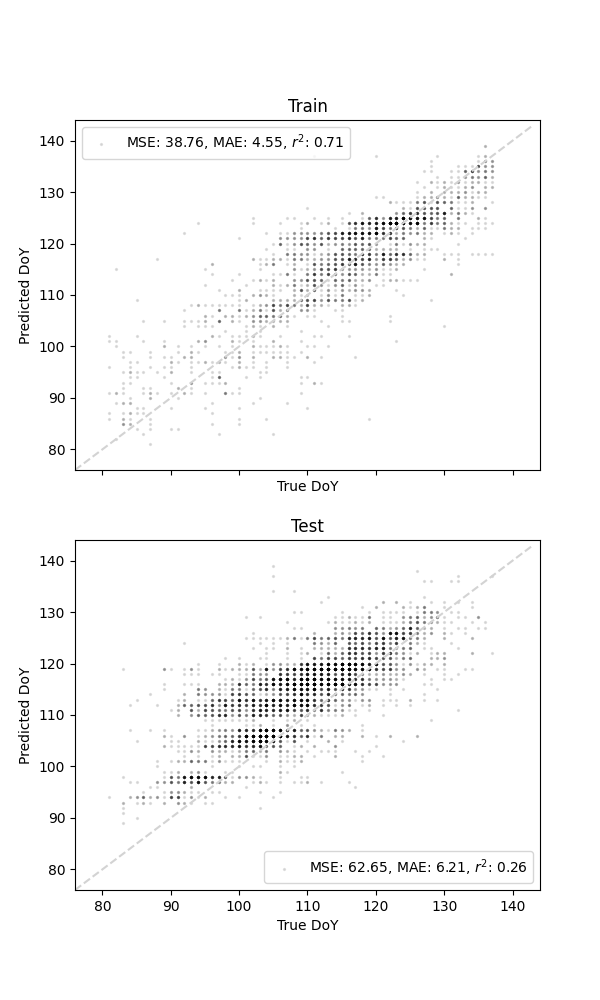 Train
MSE: 38.76, MAE: 4.55, r²: 0.71
140
130
120
110
100
90
80
Predicted DoY
True DoY
Test
140
130
120
110
100
90
80
Predicted DoY
MSE: 62.65, MAE: 6.21, r²: 0.26
80 90 100 110 120 130 140
True DoY